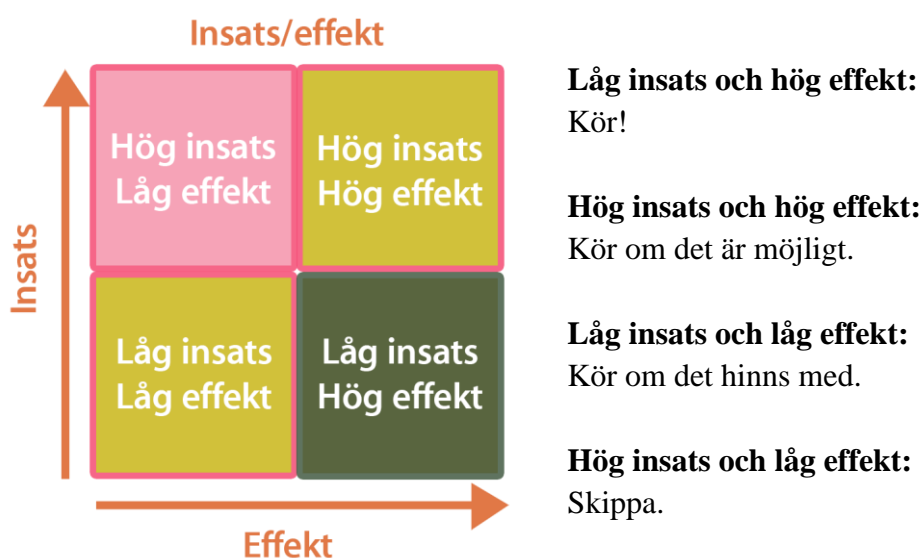 Insats/effekt
Insats
Hög insats
Låg effekt
Hög insats
Hög effekt
Låg insats
Låg effekt
Låg insats
Hög effekt
Effekt
Låg insats och hög effekt:
Kör!
Hög insats och hög effekt:
Kör om det är möjligt.
Låg insats och låg effekt:
Kör om det hinns med.
Hög insats och låg effekt:
Skippa.